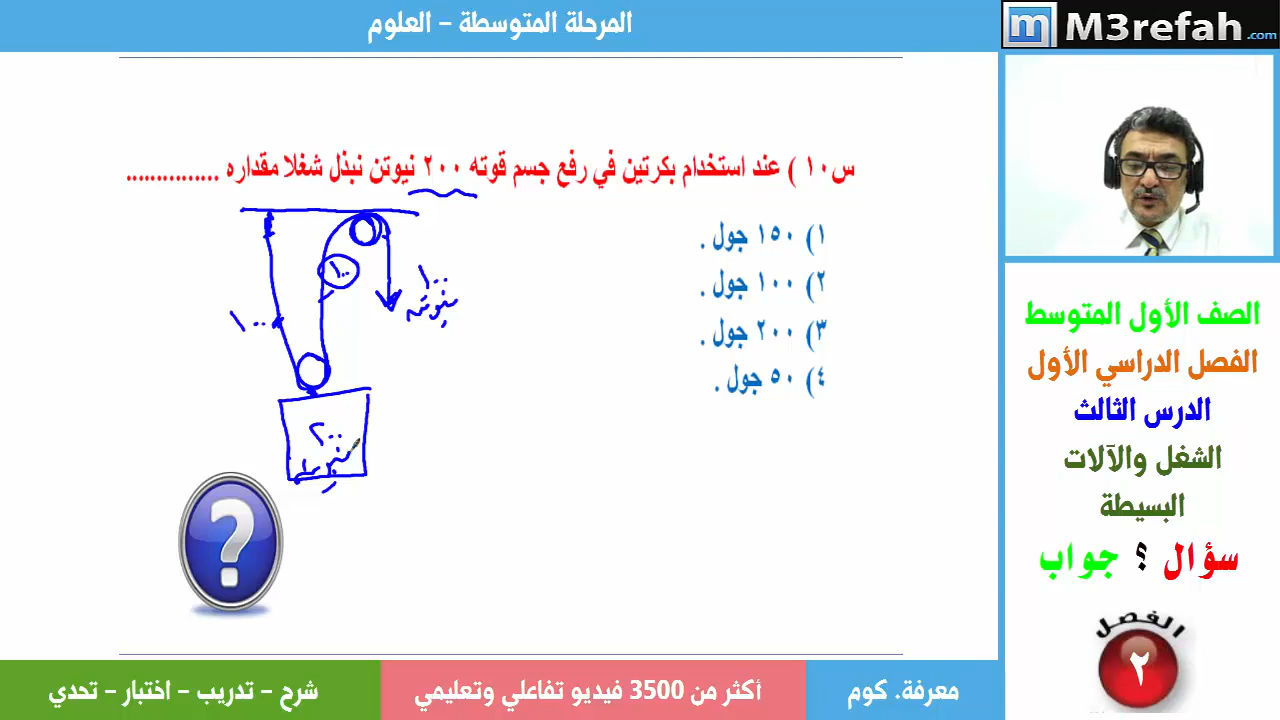 المرحلة المتوسطة - العلوم
M3refah.com
س١٠ ) عند استخدام بكرتين في رفع جسم قوته ٢٠٠ نيوتن نبذل شغلا مقداره ...............
١) ١٥٠ جول .
٢) ١٠٠ جول .
٣) ٢٠٠ جول .
٤) ٥٠ جول .
١٠٠
١٠٠
نيوتن
١٠٠
٢٠٠
نيوتن
?
الصف الأول المتوسط
الفصل الدراسي الأول
الدرس الثالث
الشغل والآلات
البسيطة
سؤال ؟ جواب
الفصل
٢
معرفة. كوم
أكثر من 3500 فيديو تفاعلي وتعليمي
شرح - تدريب - اختبار - تحدي